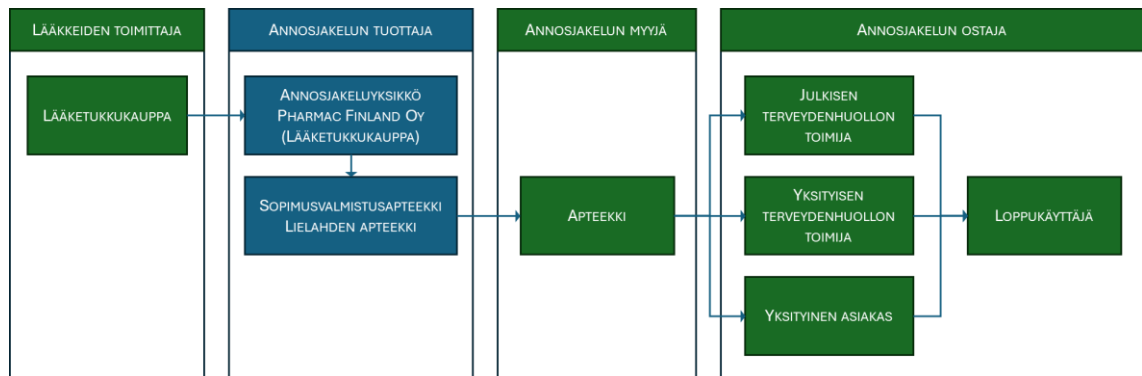 LÄÄKKEIDEN TOIMITTAJA
ANNOSJAKELUN TUOTTAJA
ANNOSJAKELUN MYYJÄ
ANNOSJAKELUN OSTAJA
LÄÄKETUKKUKAUPPA
ANNOSJAKELUYKSIKKÖ
PHARMAC FINLAND OY
(LÄÄKETUKKUKAUPPA)
SOPIMUSVALMISTUSAPTEEKKI
LIELAHDEN APTEEKKI
APTEEKKI
JULKISEN
TERVEYDENHUOLLON
TOIMIJA
YKSITYISEN
TERVEYDENHUOLLON
TOIMIJA
YKSITYINEN ASIAKAS
LOPPUKÄYTTÄJÄ